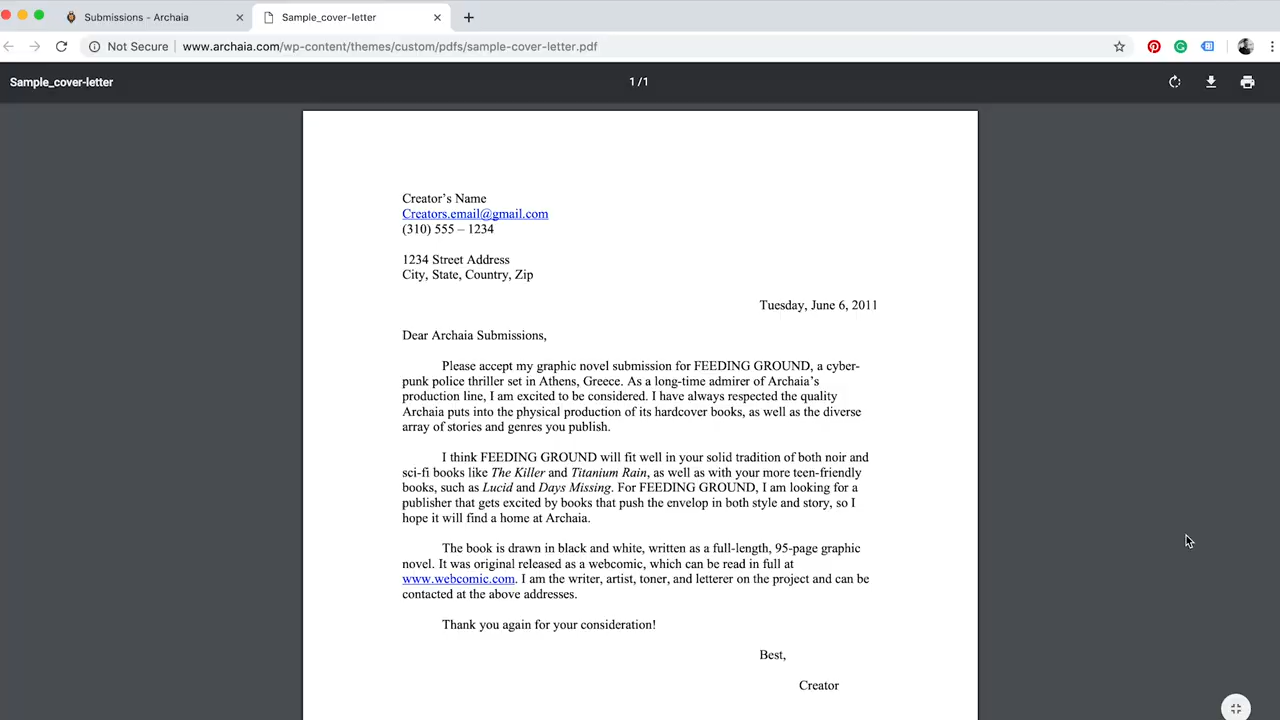 Submissions - Archaia
Sample_cover-letter
Not Secure
www.archaia.com/wp-content/themes/custom/pdfs/sample-cover-letter.pdf
Sample_cover-letter
1/1
Creator's Name
Creators.email@gmail.com
(310) 555 – 1234
1234 Street Address
City, State, Country, Zip
Tuesday, June 6, 2011
Dear Archaia Submissions,
Please accept my graphic novel submission for FEEDING GROUND, a cyber-
punk police thriller set in Athens, Greece. As a long-time admirer of Archaia's
production line, I am excited to be considered. I have always respected the quality
Archaia puts into the physical production of its hardcover books, as well as the diverse
array of stories and genres you publish.
I think FEEDING GROUND will fit well in your solid tradition of both noir and
sci-fi books like The Killer and Titanium Rain, as well as with your more teen-friendly
books, such as Lucid and Days Missing. For FEEDING GROUND, I am looking for a
publisher that gets excited by books that push the envelop in both style and story, so I
hope it will find a home at Archaia.
The book is drawn in black and white, written as a full-length, 95-page graphic
novel. It was original released as a webcomic, which can be read in full at
www.webcomic.com. I am the writer, artist, toner, and letterer on the project and can be
contacted at the above addresses.
Thank you again for your consideration!
Best,
Creator